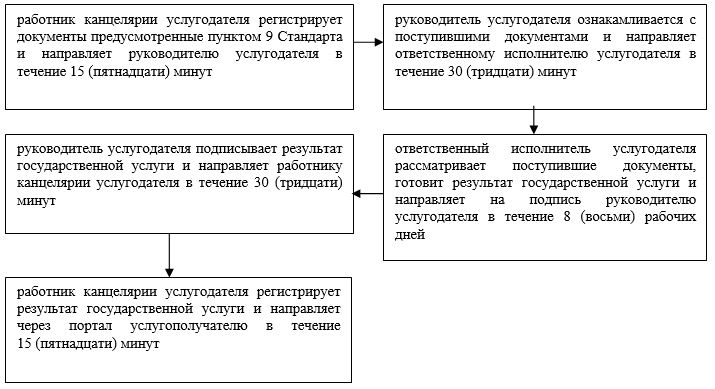 работник канцелярии услугодателя регистрирует
документы предусмотренные пунктом 9 Стандарта
и направляет руководителю услугодателя в
течение 15 (пятнадцати) минут
руководитель услугодателя ознакамливается с
поступившими документами и направляет
ответственному исполнителю услугодателя в
течение 30 (тридцати) минут
ответственный исполнитель услугодателя
рассматривает поступившие документы,
готовит результат государственной услуги и
направляет на подпись руководителю
услугодателя в течение 8 (восьми) рабочих
дней
руководитель услугодателя подписывает результат
государственной услуги и направляет работнику
канцелярии услугодателя в течение 30 (тридцати)
минут
работник канцелярии услугодателя регистрирует
результат государственной услуги и направляет
через портал услугополучателю в течение
15 (пятнадцати) минут